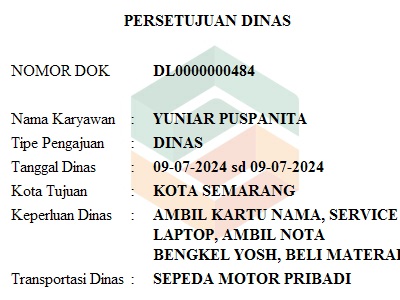 PERSETUJUAN DINAS
NOMOR DOK DL0000000484
Nama Karyawan : YUNIAR PUSPANITA
Tipe Pengajuan : DINAS
Tanggal Dinas : 09-07-2024 sd 09-07-2024
Kota Tujuan : KOTA SEMARANG
Keperluan Dinas : AMBIL KARTU NAMA, SERVICE
LAPTOP, AMBIL NOTA
BENGKEL YOSH, BELI MATERAI
Transportasi Dinas : SEPEDA MOTOR PRIBADI